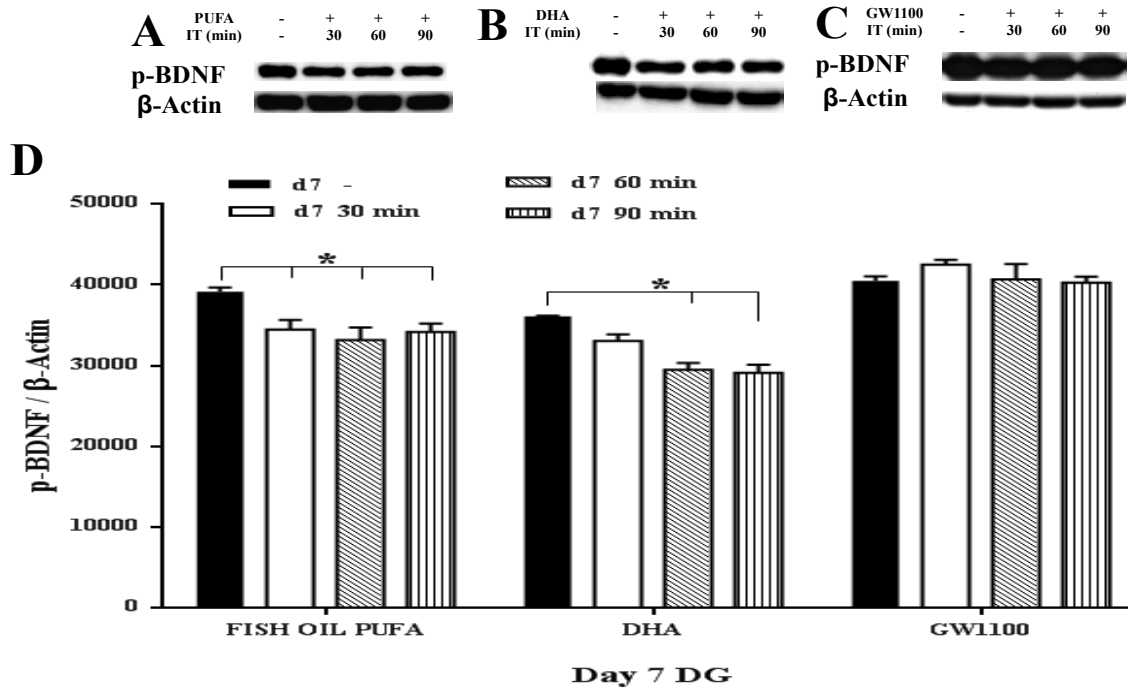 A
PUFA - + + +
IT (min) - 30 60 90
p-BDNF
β-Actin
B
DHA - + + +
IT (min) - 30 60 90
C
GW1100 - + + +
IT (min) - 30 60 90
p-BDNF
β-Actin
D
d7 -
d7 30 min
d7 60 min
d7 90 min
p-BDNF / β-Actin
50000
40000
30000
20000
10000
0
*
*
FISH OIL PUFA
DHA
GW1100
Day 7 DG